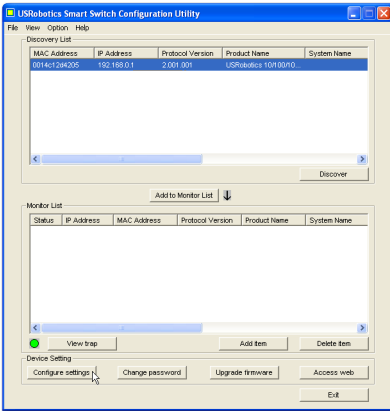 USRobotics Smart Switch Configuration Utility
File View Option Help
Discovery List
MAC Address IP Address Protocol Version Product Name System Name
0014c12d4205 192.168.0.1 2.001.001 USRobotics 10/100/10...
Discover
Add to Monitor List
Monitor List
Status IP Address MAC Address Protocol Version Product Name System Name
View trap Add item Delete item
Device Setting
Configure settings Change password Upgrade firmware Access web
Exit